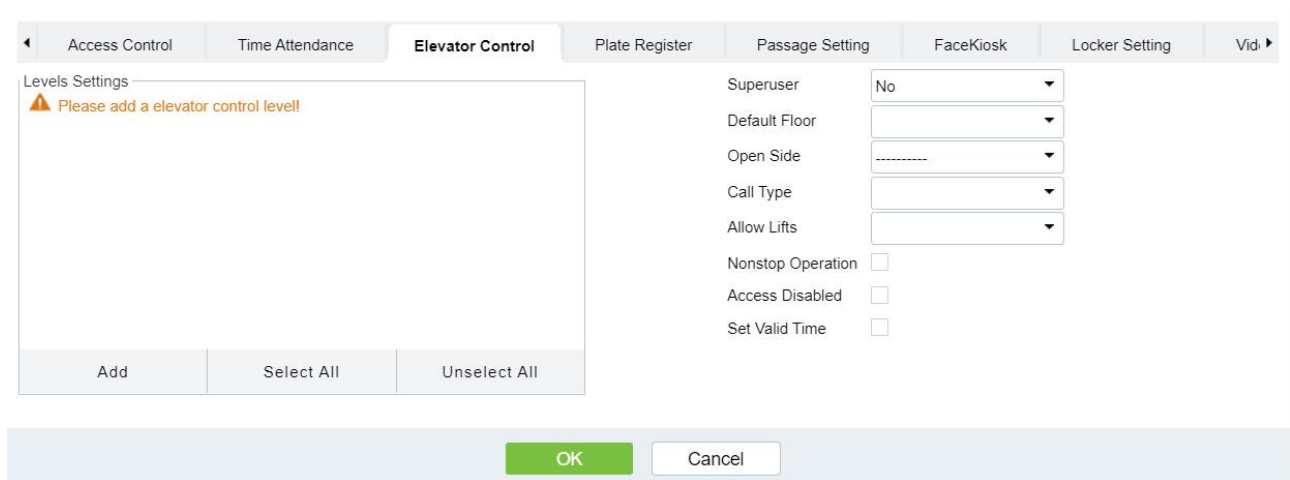 Access Control Time Attendance Elevator Control Plate Register Passage Setting FaceKiosk Locker Setting Vid
Levels Settings
Please add a elevator control level!
Superuser No
Default Floor
Open Side ----------
Call Type
Allow Lifts
Nonstop Operation
Access Disabled
Set Valid Time
Add Select All Unselect All
OK Cancel